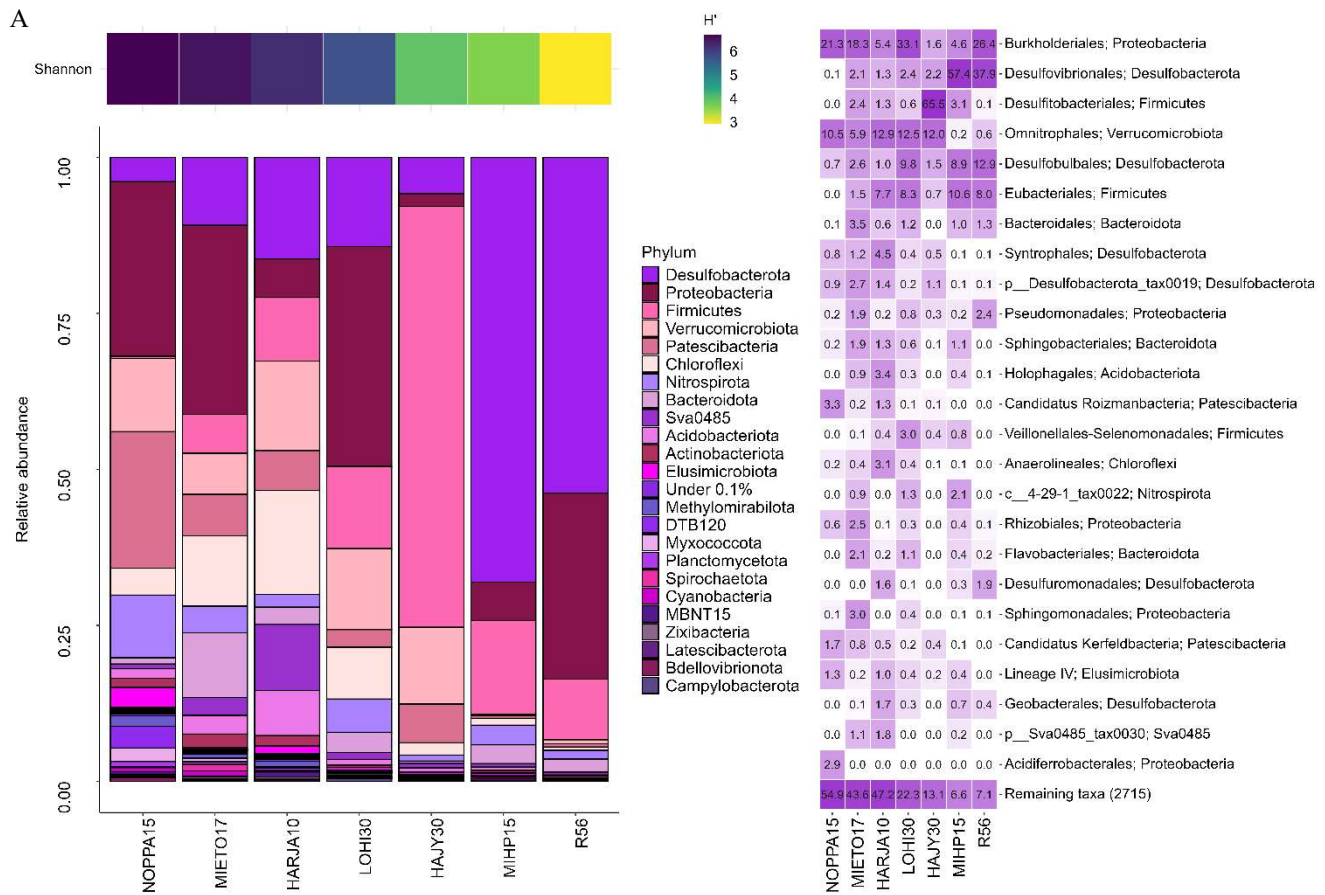 A
Shannon
H'
6
5
4
3
1.00
0.75
0.50
0.25
0.00
Relative abundance
NOPPA15
MIETO17
HARJA10
LOHI30
HAJY30
MIHP15
R56
Phylum
Desulfobacterota
Proteobacteria
Firmicutes
Verrucomicrobiota
Patescibacteria
Chloroflexi
Nitrospirota
Bacteroidota
Sva0485
Acidobacteriota
Actinobacteriota
Elusimicrobiota
Under 0.1%
Methylomirabilota
DTB120
Myxococcota
Planctomycetota
Spirochaetota
Cyanobacteria
MBNT15
Zixibacteria
Latescibacterota
Bdellovibrionota
Campylobacterota
21.3 18.3 5.4 33.1 1.6 4.6 26.4 Burkholderiales; Proteobacteria
0.1 2.1 1.3 2.4 2.2 57.4 37.9 Desulfovibrionales; Desulfobacterota
0.0 2.4 1.3 0.6 65.5 3.1 0.1 Desulfitobacteriales; Firmicutes
10.5 5.9 12.9 12.5 12.0 0.2 0.6 Omnitrophales; Verrucomicrobiota
0.7 2.6 1.0 9.8 1.5 8.9 12.9 Desulfobulbales; Desulfobacterota
0.0 1.5 7.7 8.3 0.7 10.6 8.0 Eubacteriales; Firmicutes
0.1 3.5 0.6 1.2 0.0 1.0 1.3 Bacteroidales; Bacteroidota
0.8 1.2 4.5 0.4 0.5 0.1 0.1 Syntrophales; Desulfobacterota
0.9 2.7 1.4 0.2 1.1 0.1 0.1 p__Desulfobacterota_tax0019; Desulfobacterota
0.2 1.9 0.2 0.8 0.3 0.2 2.4 Pseudomonadales; Proteobacteria
0.2 1.9 1.3 0.6 0.1 1.1 0.0 Sphingobacteriales; Bacteroidota
0.0 0.9 3.4 0.3 0.0 0.4 0.1 Holophagales; Acidobacteriota
3.3 0.2 1.3 0.1 0.1 0.0 0.0 Candidatus Roizmanbacteria; Patescibacteria
0.0 0.1 0.4 3.0 0.4 0.8 0.0 Veillonellales-Selenomonadales; Firmicutes
0.2 0.4 3.1 0.4 0.1 0.1 0.0 Anaerolineales; Chloroflexi
0.0 0.9 0.0 1.3 0.0 2.1 0.0 c__4-29-1_tax0022; Nitrospirota
0.6 2.5 0.1 0.3 0.0 0.4 0.1 Rhizobiales; Proteobacteria
0.0 2.1 0.2 1.1 0.0 0.4 0.2 Flavobacteriales; Bacteroidota
0.0 0.0 1.6 0.1 0.0 0.3 1.9 Desulfuromonadales; Desulfobacterota
0.1 3.0 0.0 0.4 0.0 0.1 0.1 Sphingomonadales; Proteobacteria
1.7 0.8 0.5 0.2 0.4 0.1 0.0 Candidatus Kerfeldbacteria; Patescibacteria
1.3 0.2 1.0 0.4 0.2 0.4 0.0 Lineage IV; Elusimicrobiota
0.0 0.1 1.7 0.3 0.0 0.7 0.4 Geobacterales; Desulfobacterota
0.0 1.1 1.8 0.0 0.0 0.2 0.0 p__Sva0485_tax0030; Sva0485
2.9 0.0 0.0 0.0 0.0 0.0 0.0 Acidiferrobacterales; Proteobacteria
54.9 43.6 47.2 22.3 13.1 6.6 7.1 Remaining taxa (2715)
NOPPA15
MIETO17
HARJA10
LOHI30
HAJY30
MIHP15
R56